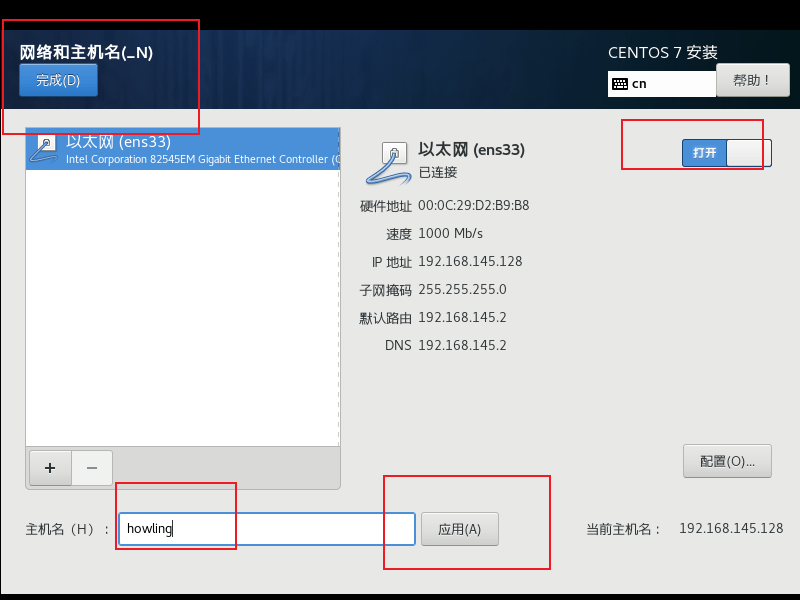 网络和主机名(_N)
CENTOS 7 安装
完成(D)
cn
帮助！
以太网 (ens33)
Intel Corporation 82545EM Gigabit Ethernet Controller (C
以太网 (ens33)
已连接
打开
硬件地址 00:0C:29:D2:B9:B8
速度 1000 Mb/s
IP 地址 192.168.145.128
子网掩码 255.255.255.0
默认路由 192.168.145.2
DNS 192.168.145.2
+ −
配置(O)...
主机名（H）： howling 应用(A) 当前主机名： 192.168.145.128